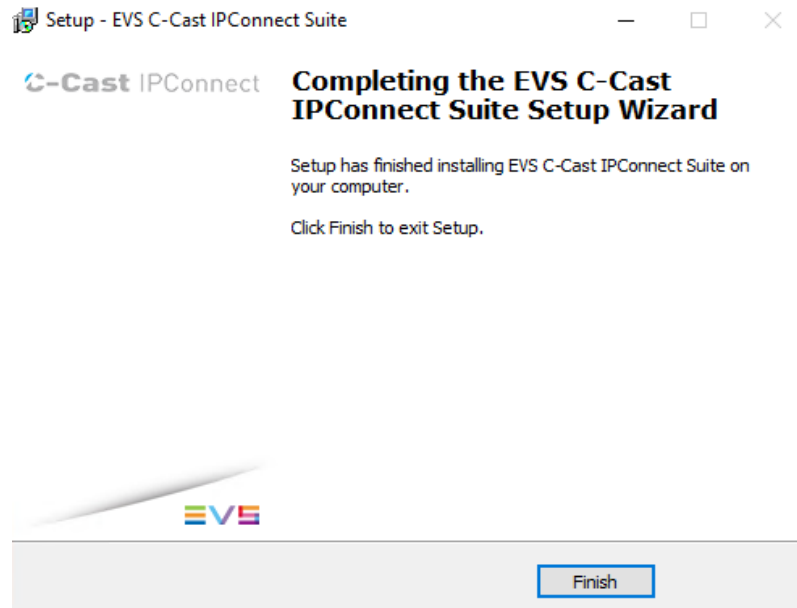 Setup - EVS C-Cast IPConnect Suite
C-Cast IPConnect
Completing the EVS C-Cast
IPConnect Suite Setup Wizard
Setup has finished installing EVS C-Cast IPConnect Suite on
your computer.
Click Finish to exit Setup.
EVS
Finish